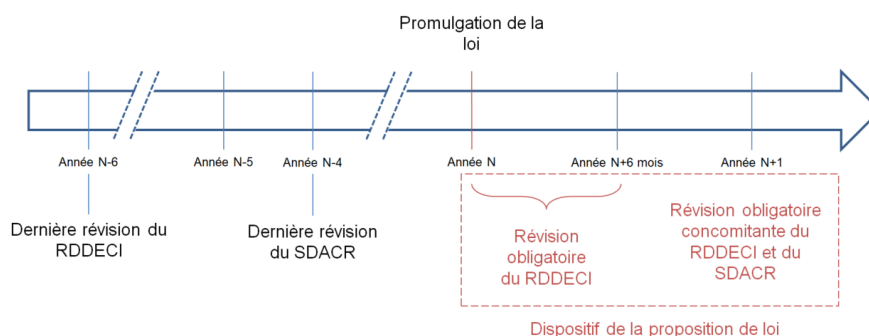 Promulgation de la
loi
Année N-6
Année N-5
Année N-4
Année N
Année N+6 mois
Année N+1
Dernière révision du
RDDECI
Dernière révision
du SDACR
Révision
obligatoire
du RDDECI
Révision obligatoire
concomitante du
RDDECI et du
SDACR
Dispositif de la proposition de loi